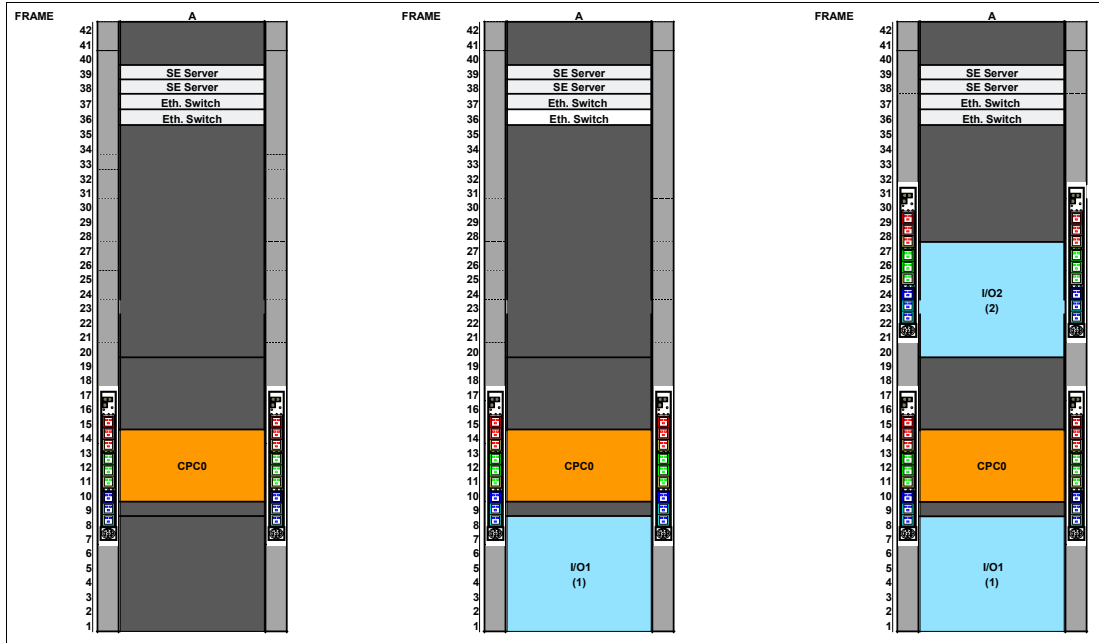 FRAME A FRAME A FRAME A
42 42 42
41 41 41
40 40 40
39 SE Server 39 SE Server 39 SE Server
38 SE Server 38 SE Server 38 SE Server
37 Eth. Switch 37 Eth. Switch 37 Eth. Switch
36 Eth. Switch 36 Eth. Switch 36 Eth. Switch
35 35 35
34 34 34
33 33 33
32 32 32
31 31 31
30 30 30
29 29 29
28 28 28
27 27 27
26 26 26
25 25 25
24 24 24 I/O2
23 23 23 (2)
22 22 22
21 21 21
20 20 20
19 19 19
18 18 18
17 17 17
16 16 16
15 15 15
14 14 14
13 13 13
12 CPC0 12 CPC0 12 CPC0
11 11 11
10 10 10
9 9 9
8 8 8
7 7 7
6 6 6
5 5 I/O1 5 I/O1
4 4 (1) 4 (1)
3 3 3
2 2 2
1 1 1